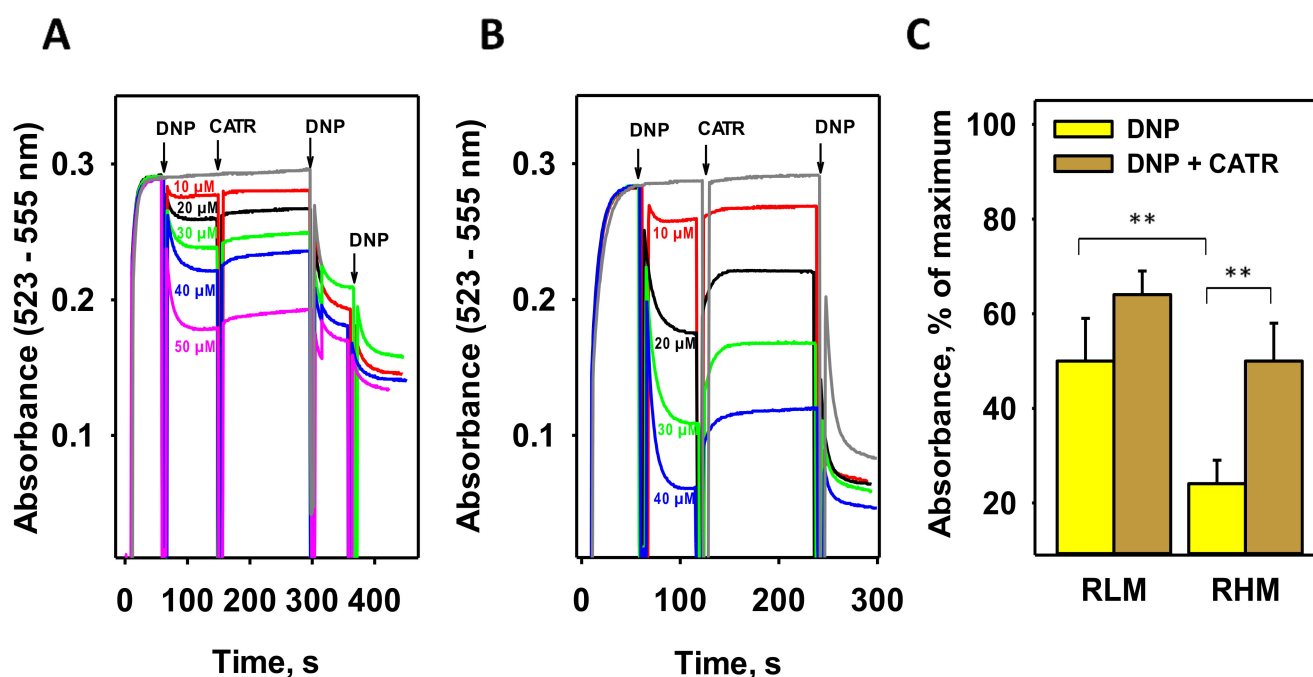 A
DNP CATR DNP
DNP
10 µM
20 µM
30 µM
40 µM
50 µM
0.3
0.2
0.1
Absorbance (523 - 555 nm)
0 100 200 300 400
Time, s
B
DNP CATR DNP
10 µM
20 µM
30 µM
40 µM
0.3
0.2
0.1
Absorbance (523 - 555 nm)
0 100 200 300
Time, s
C
DNP
DNP + CATR
**
**
100
80
60
40
20
Absorbance, % of maximum
RLM RHM